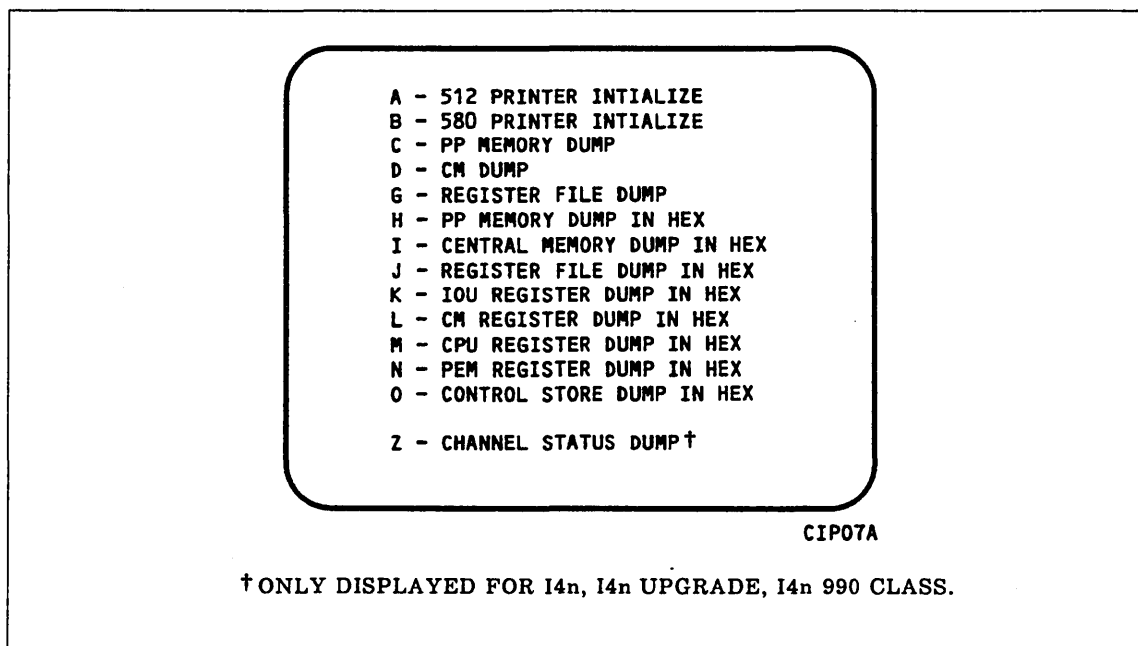 A - 512 PRINTER INTIALIZE
B - 580 PRINTER INTIALIZE
C - PP MEMORY DUMP
D - CM DUMP
G - REGISTER FILE DUMP
H - PP MEMORY DUMP IN HEX
I - CENTRAL MEMORY DUMP IN HEX
J - REGISTER FILE DUMP IN HEX
K - IOU REGISTER DUMP IN HEX
L - CM REGISTER DUMP IN HEX
M - CPU REGISTER DUMP IN HEX
N - PEM REGISTER DUMP IN HEX
O - CONTROL STORE DUMP IN HEX
Z - CHANNEL STATUS DUMP†
CIP07A
† ONLY DISPLAYED FOR I4n, I4n UPGRADE, I4n 990 CLASS.